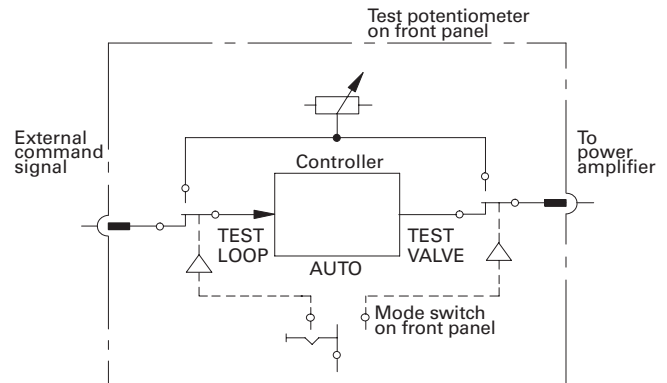 Test potentiometer
on front panel
External
command
signal
To
power
amplifier
Controller
TEST
LOOP
TEST
VALVE
AUTO
Mode switch
on front panel